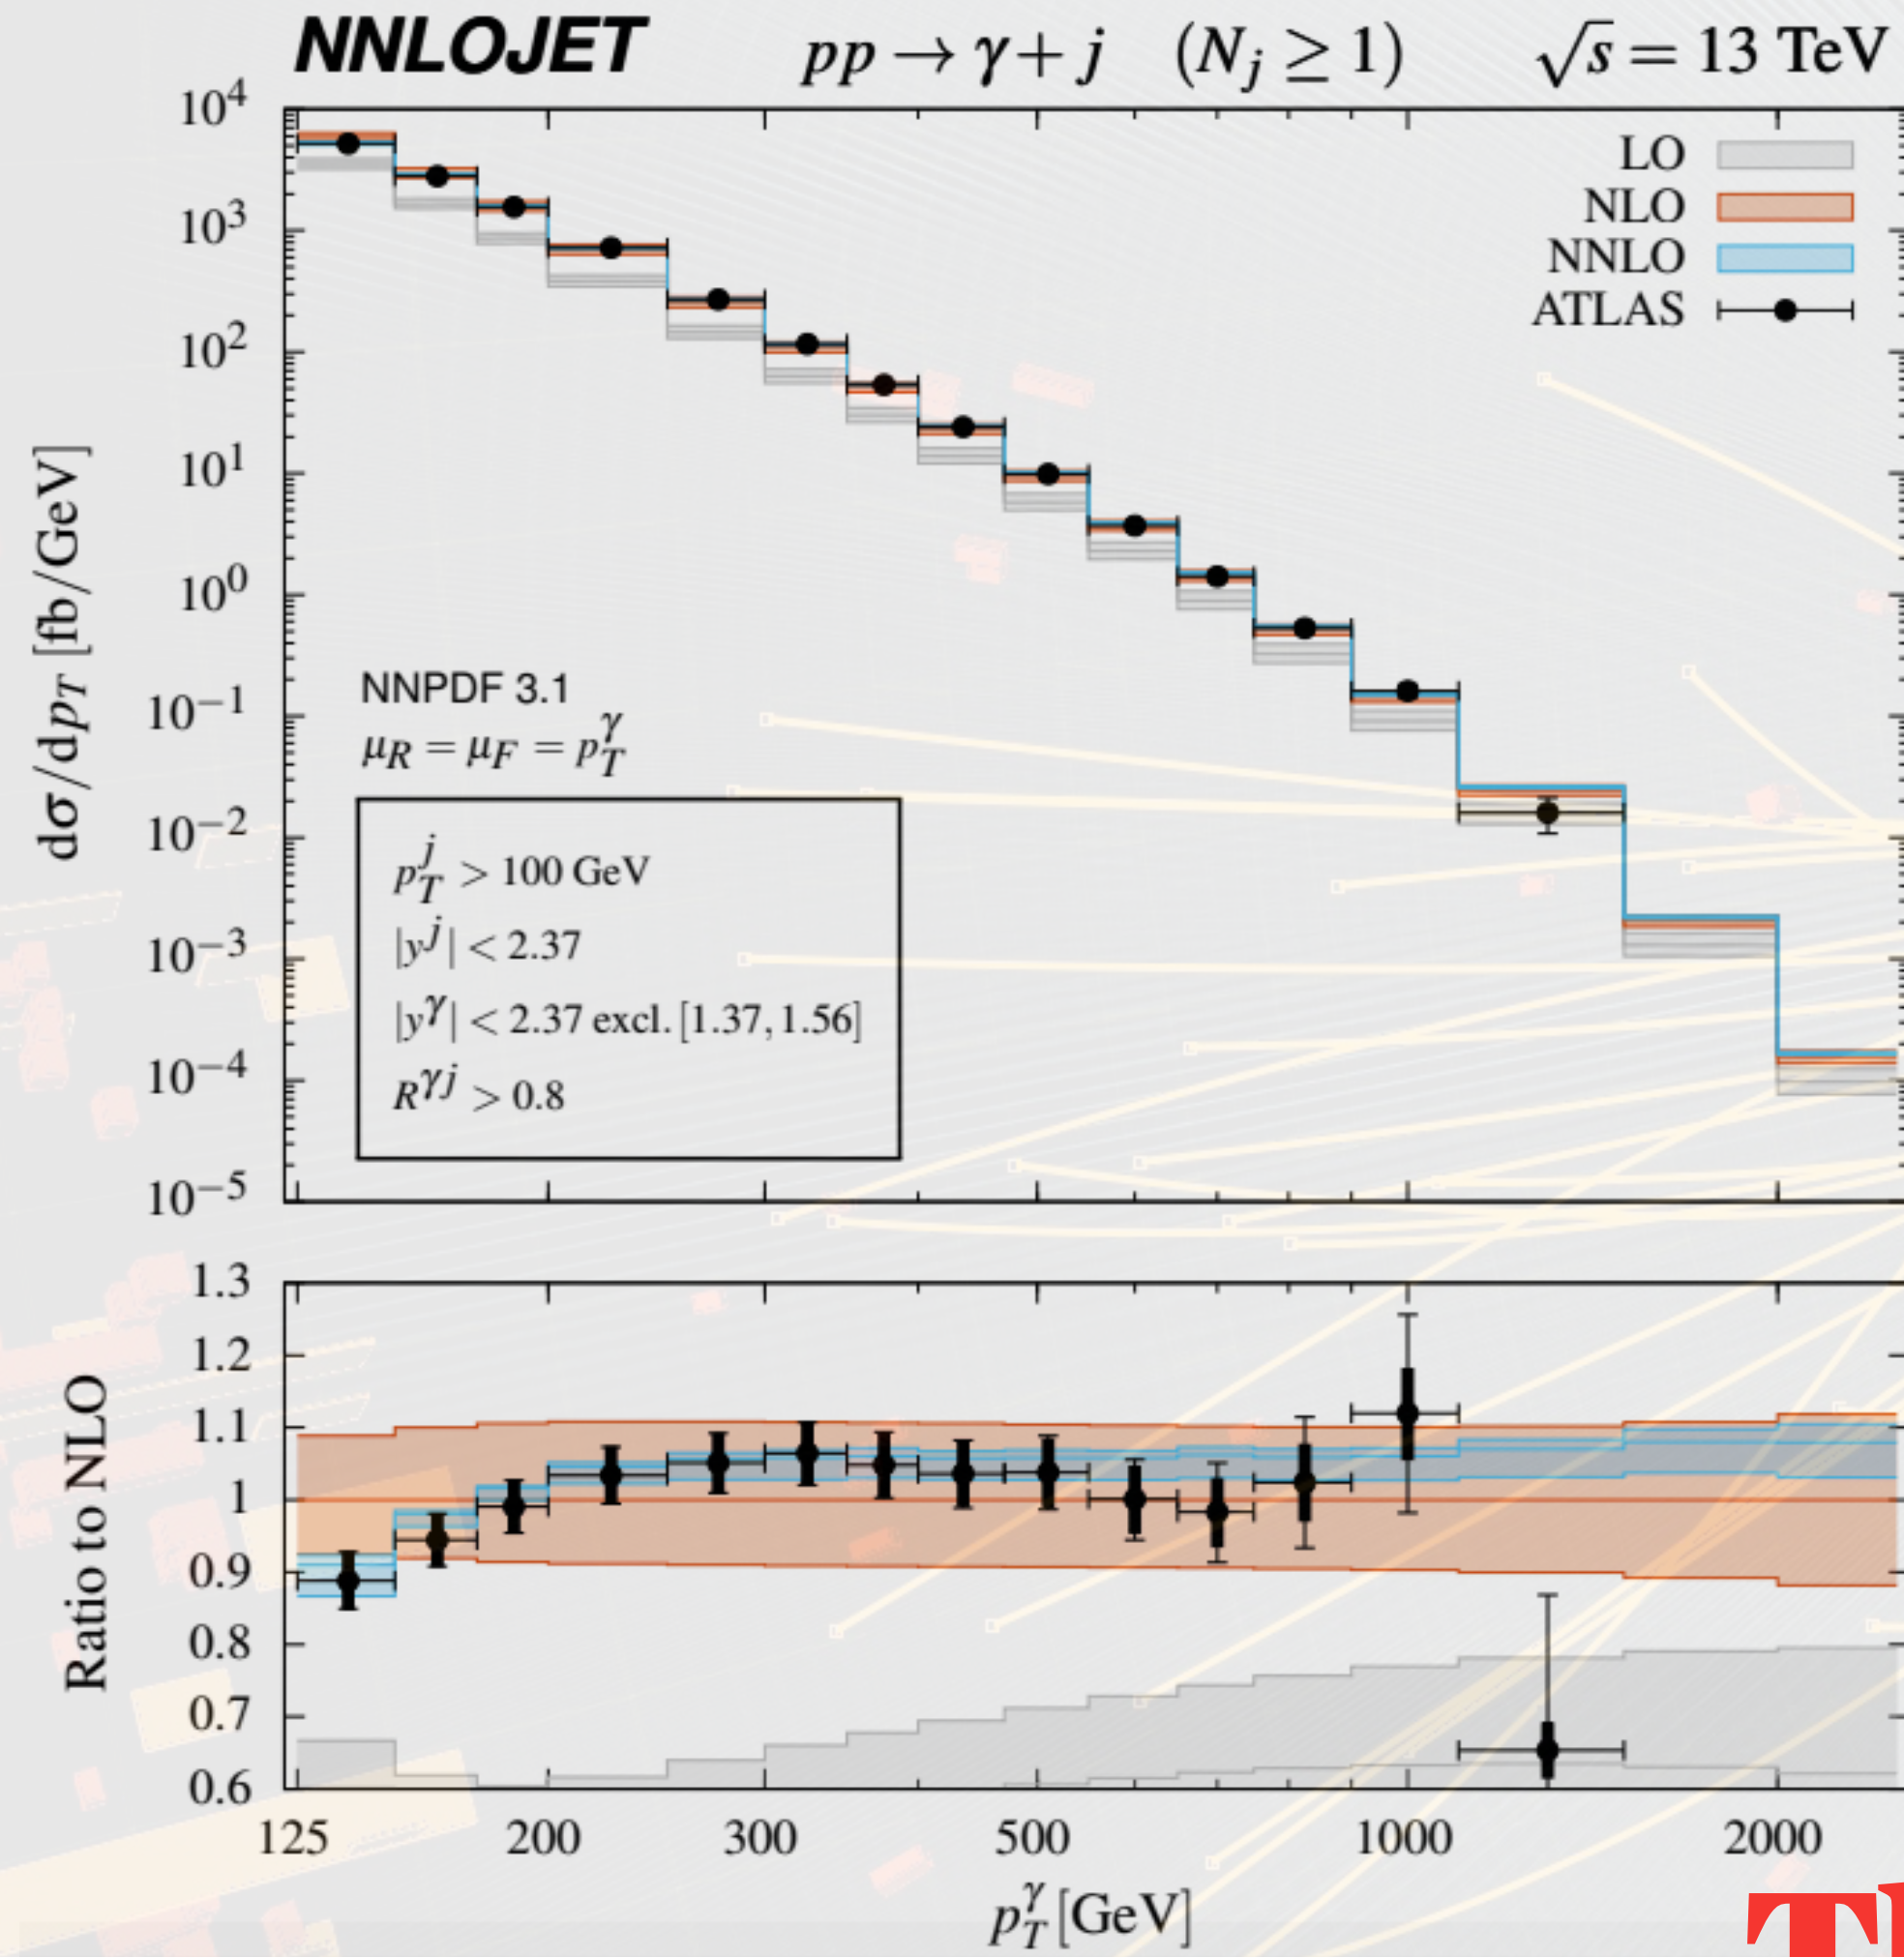 NNLOJET pp → γ + j (N_j ≥ 1) √s = 13 TeV
10^4
10^3
10^2
10^1
10^0
10^−1
10^−2
10^−3
10^−4
10^−5
dσ/dp_T [fb/GeV]
LO
NLO
NNLO
ATLAS
NNPDF 3.1
μ_R = μ_F = p_T^γ
p_T^j > 100 GeV
|y^j| < 2.37
|y^γ| < 2.37 excl. [1.37, 1.56]
R^γj > 0.8
1.3
1.2
1.1
1
0.9
0.8
0.7
0.6
Ratio to NLO
125 200 300 500 1000 2000
p_T^γ [GeV]